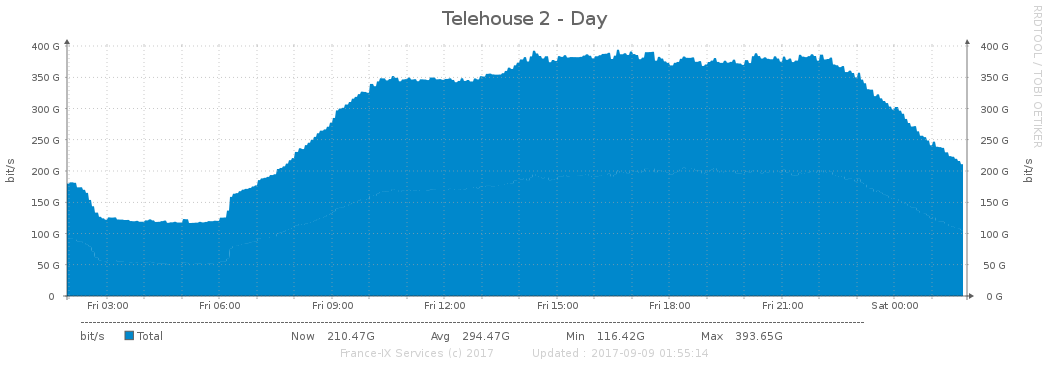 Telehouse 2 - Day
RRDTOOL / TOBI OETIKER
bit/s
400 G
350 G
300 G
250 G
200 G
150 G
100 G
50 G
0
400 G
350 G
300 G
250 G
200 G
150 G
100 G
50 G
0 G
bit/s
Fri 03:00 Fri 06:00 Fri 09:00 Fri 12:00 Fri 15:00 Fri 18:00 Fri 21:00 Sat 00:00
bit/s Total Now 210.47G Avg 294.47G Min 116.42G Max 393.65G
France-IX Services (c) 2017 Updated : 2017-09-09 01:55:14